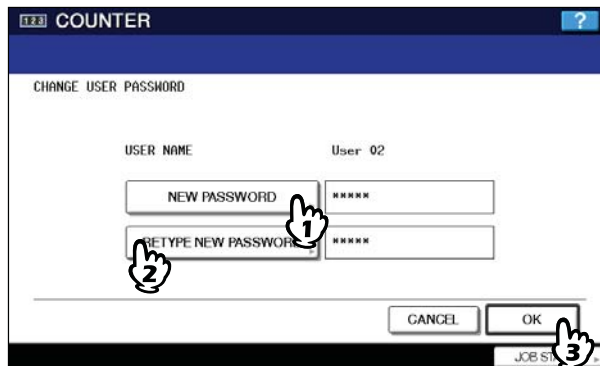 123 COUNTER ?
CHANGE USER PASSWORD
USER NAME User 02
NEW PASSWORD *****
1
RETYPE NEW PASSWORD *****
2
CANCEL OK
JOB ST
3